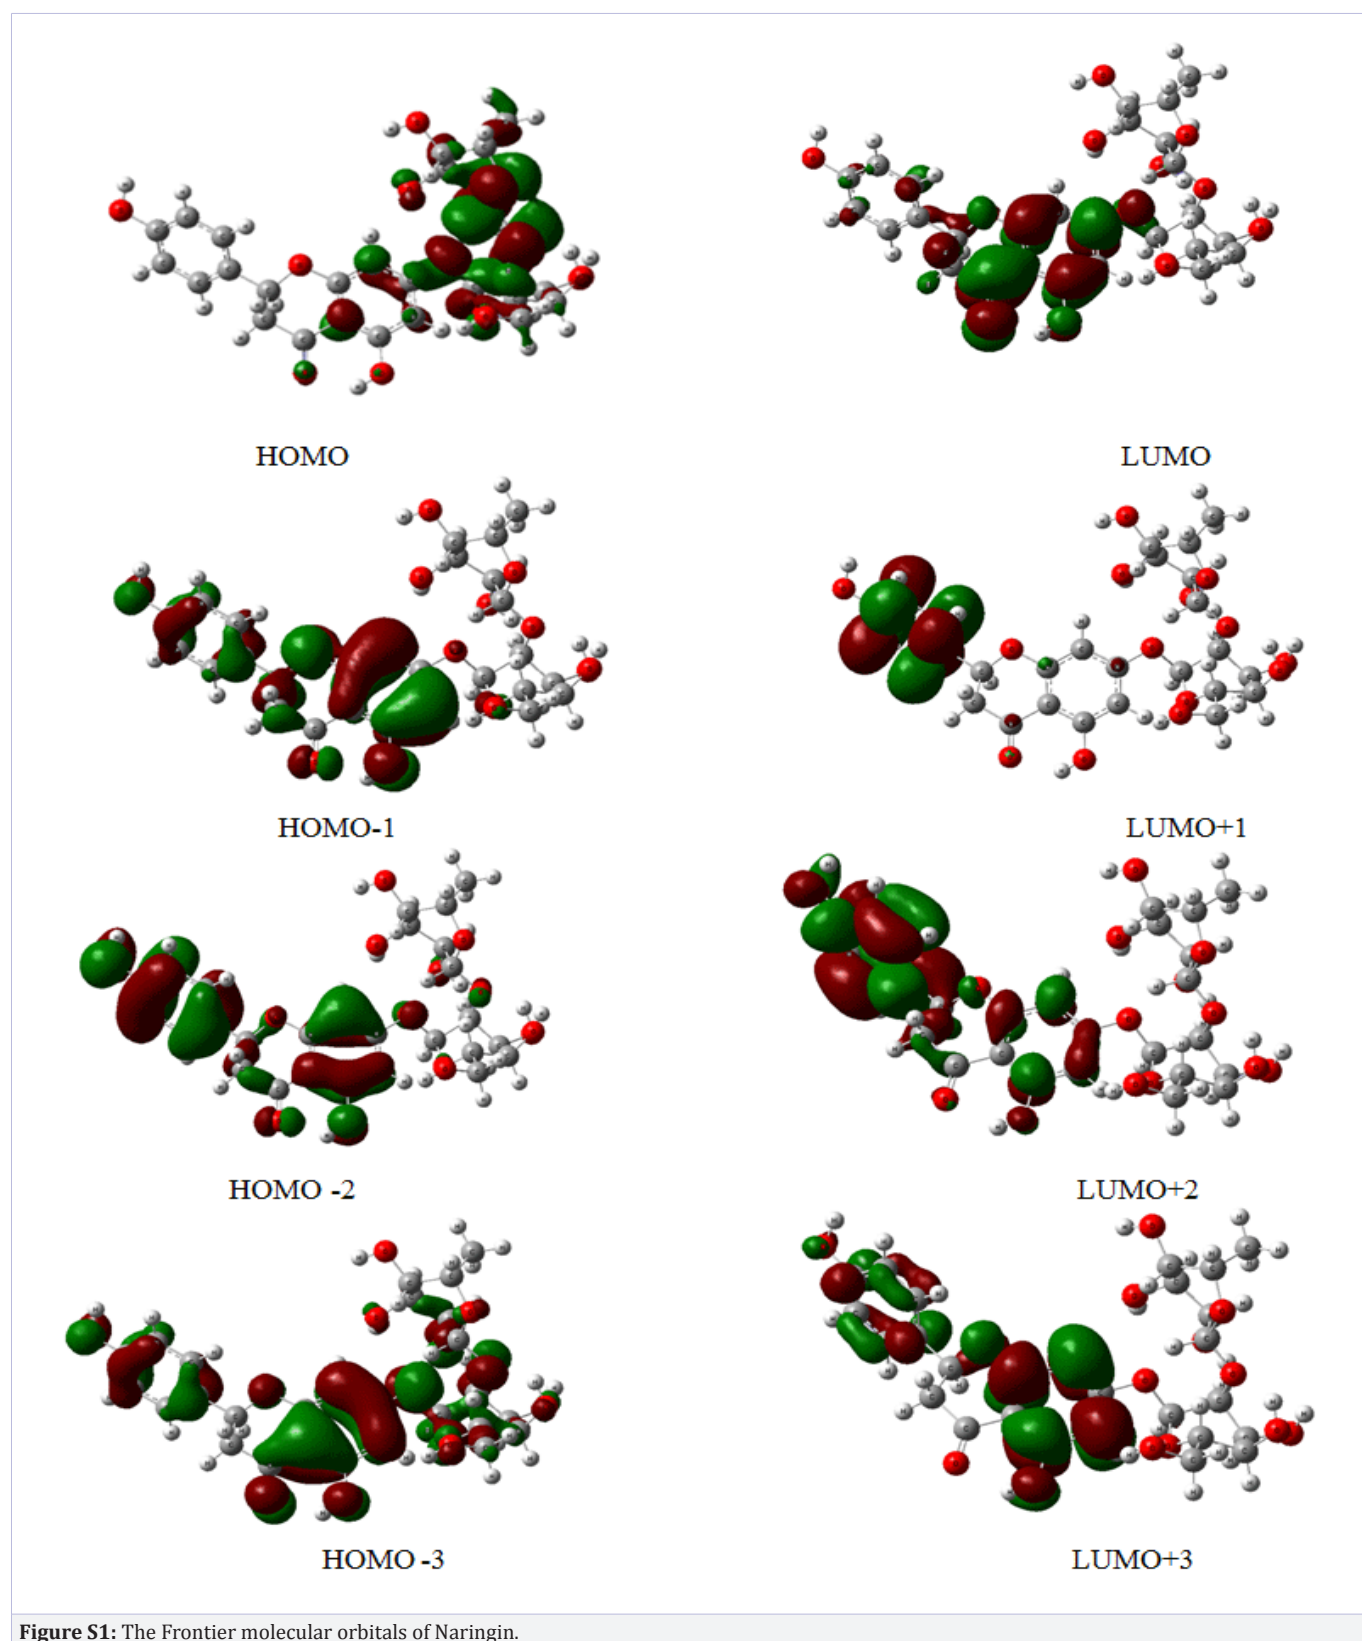 HOMO
LUMO
HOMO-1
LUMO+1
HOMO -2
LUMO+2
HOMO -3
LUMO+3
Figure S1: The Frontier molecular orbitals of Naringin.